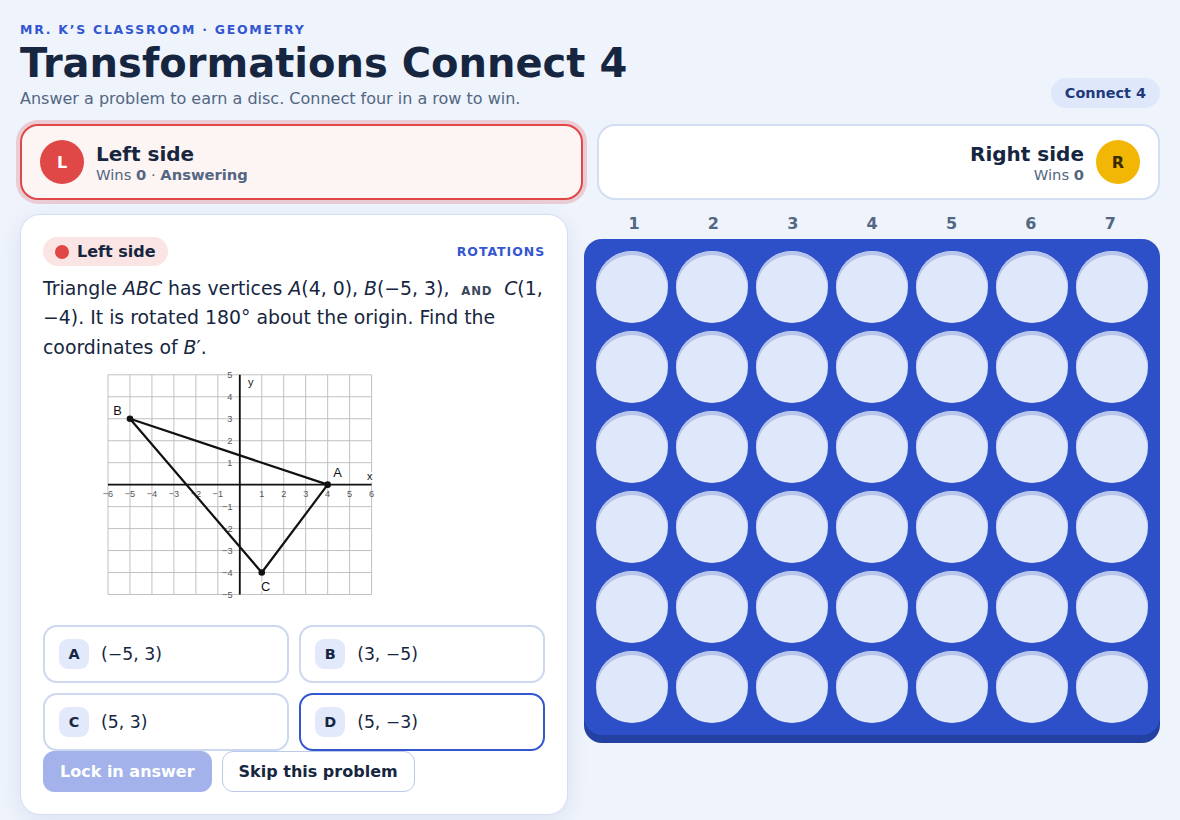 MR. K’S CLASSROOM · GEOMETRY
Transformations Connect 4
Answer a problem to earn a disc. Connect four in a row to win.
Connect 4
L
Left side
Wins 0 · Answering
Right side
Wins 0
R
Left side
ROTATIONS
Triangle ABC has vertices A(4, 0), B(−5, 3), AND C(1,
−4). It is rotated 180° about the origin. Find the
coordinates of B′.
5
y
4
B
3
2
1
A
x
−6 −5 −4 −3 −2 −1 1 2 3 4 5 6
−1
−2
−3
−4
C
−5
A (−5, 3)
B (3, −5)
C (5, 3)
D (5, −3)
Lock in answer
Skip this problem
1 2 3 4 5 6 7